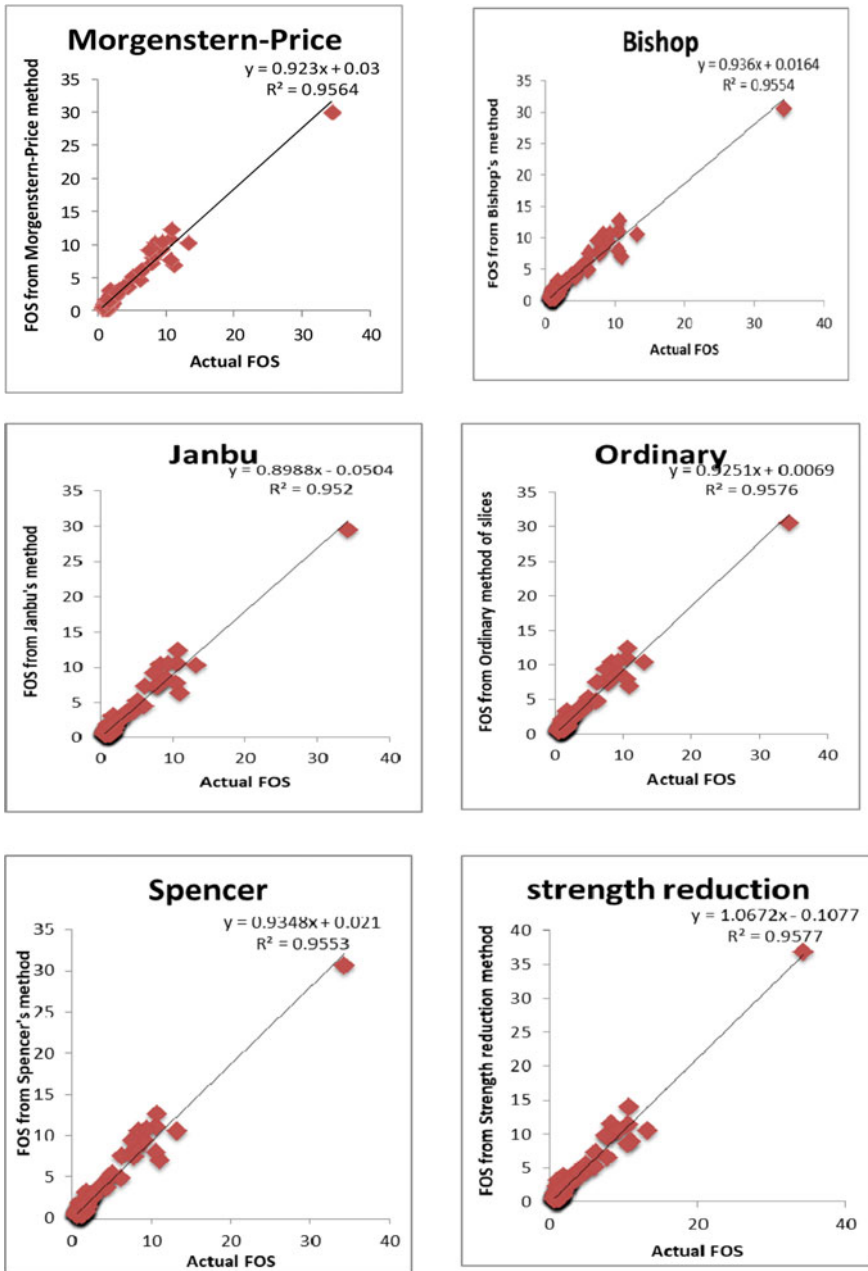 Morgenstern-Price
y = 0.923x + 0.03
R² = 0.9564
FOS from Morgenstern-Price method
35
30
25
20
15
10
5
0
0 10 20 30 40
Actual FOS
Bishop
y = 0.936x + 0.0164
R² = 0.9554
FOS from Bishop's method
35
30
25
20
15
10
5
0
0 10 20 30 40
Actual FOS
Janbu
y = 0.8988x - 0.0504
R² = 0.952
FOS from Janbu's method
35
30
25
20
15
10
5
0
0 10 20 30 40
Actual FOS
Ordinary
y = 0.9251x + 0.0069
R² = 0.9576
FOS from Ordinary method of slices
35
30
25
20
15
10
5
0
0 10 20 30 40
Actual FOS
Spencer
y = 0.9348x + 0.021
R² = 0.9553
FOS from Spencer's method
35
30
25
20
15
10
5
0
0 10 20 30 40
Actual FOS
strength reduction
y = 1.0672x - 0.1077
R² = 0.9577
FOS from Strength reduction method
40
35
30
25
20
15
10
5
0
0 20 40
Actual FOS